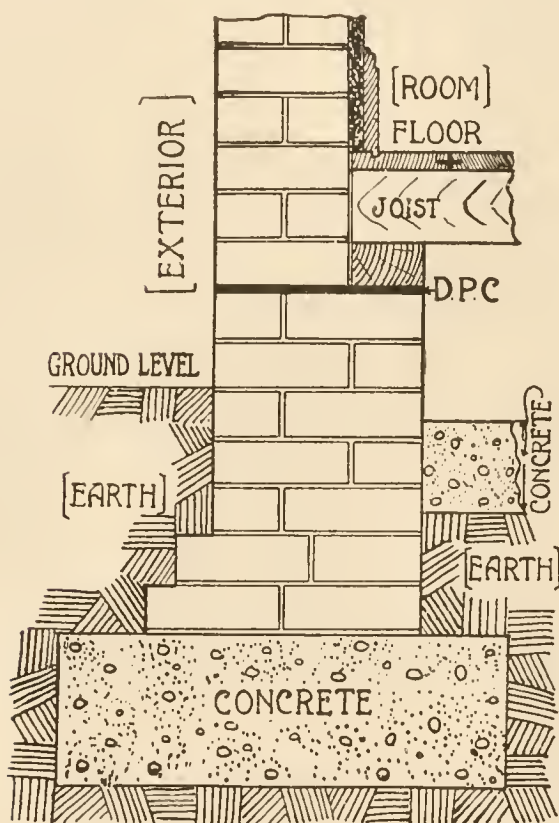 [ROOM]
FLOOR
[EXTERIOR]
JOIST
D.P.C
GROUND LEVEL
CONCRETE
[EARTH]
[EARTH]
CONCRETE